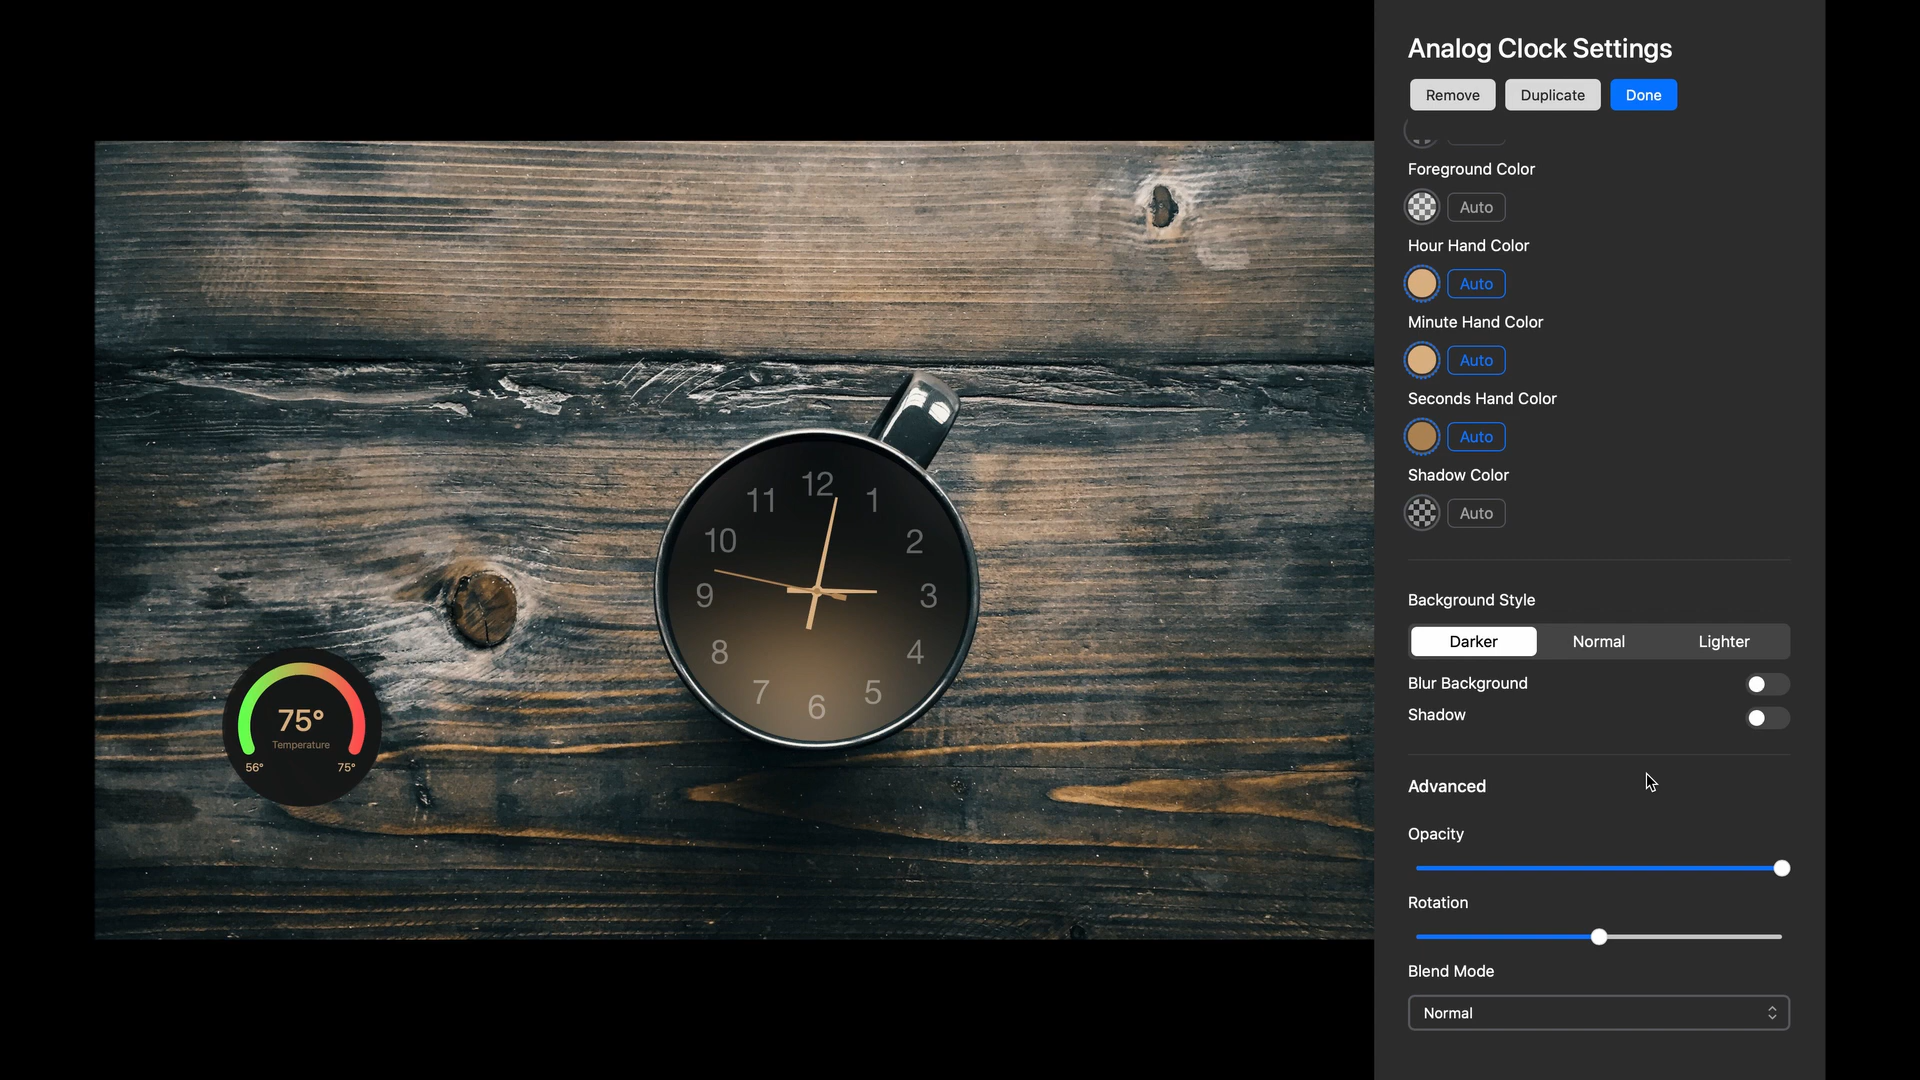 Analog Clock Settings
Remove
Duplicate
Done
Foreground Color
Auto
Hour Hand Color
Auto
Minute Hand Color
Auto
Seconds Hand Color
Auto
Shadow Color
Auto
Background Style
Darker
Normal
Lighter
Blur Background
Shadow
Advanced
Opacity
Rotation
Blend Mode
Normal
12
1
2
3
4
5
6
7
8
9
10
11
75°
Temperature
56°
75°